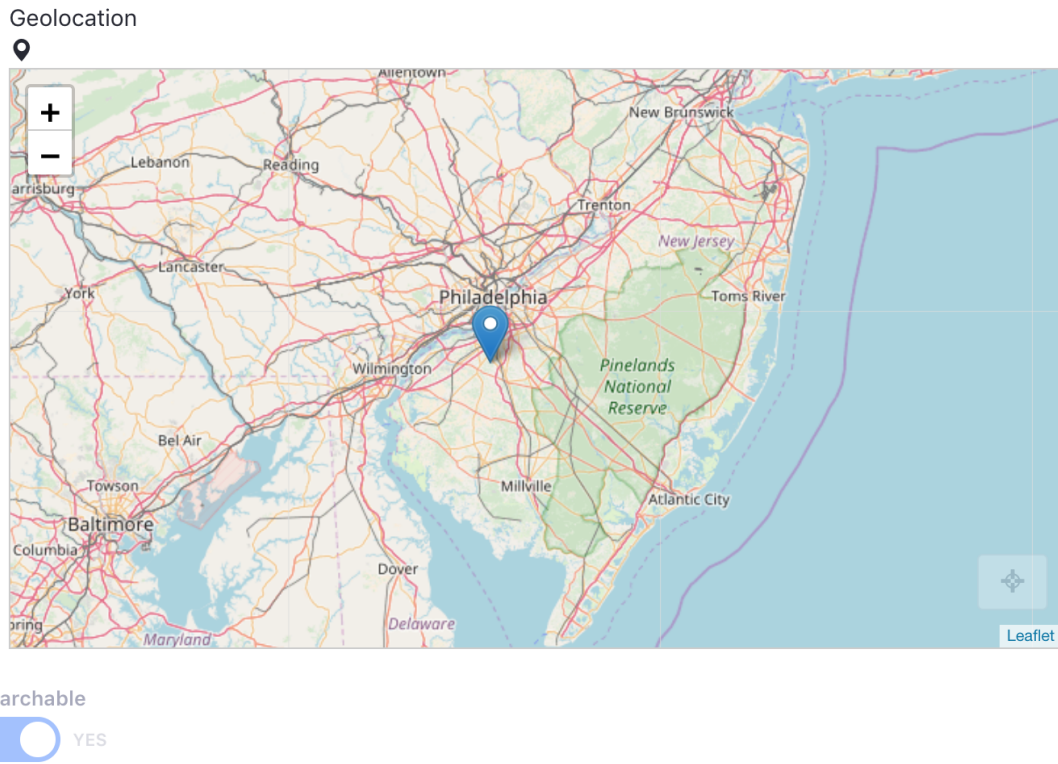 Geolocation
Allentown
+
New Brunswick
−
Lebanon
Reading
arrisburg
Trenton
New Jersey
Lancaster
York
Philadelphia
Toms River
Wilmington
Pinelands
National
Reserve
Bel Air
Towson
Millville
Atlantic City
Baltimore
Columbia
Dover
pring
Delaware
Maryland
Leaflet
archable
YES